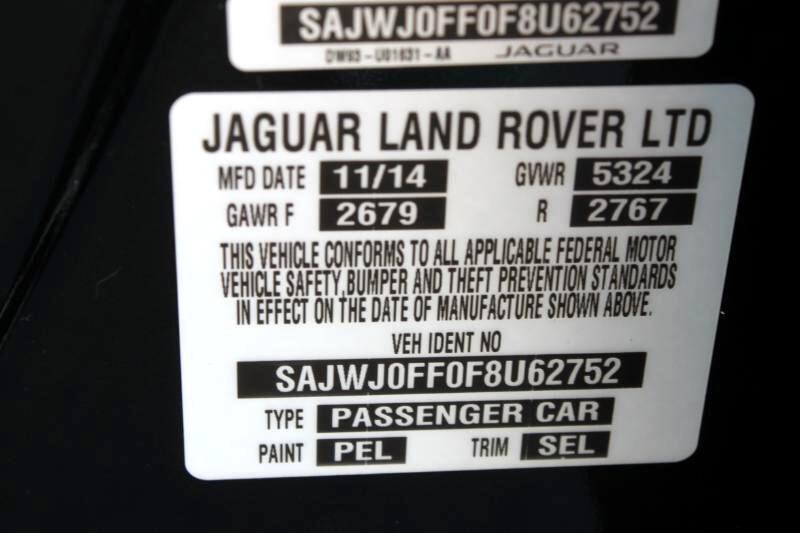 SAJWJ0FF0F8U62752
DW93-U01631-AA JAGUAR
JAGUAR LAND ROVER LTD
MFD DATE 11/14 GVWR 5324
GAWR F 2679 R 2767
THIS VEHICLE CONFORMS TO ALL APPLICABLE FEDERAL MOTOR
VEHICLE SAFETY,BUMPER AND THEFT PREVENTION STANDARDS
IN EFFECT ON THE DATE OF MANUFACTURE SHOWN ABOVE.
VEH IDENT NO
SAJWJ0FF0F8U62752
TYPE PASSENGER CAR
PAINT PEL TRIM SEL